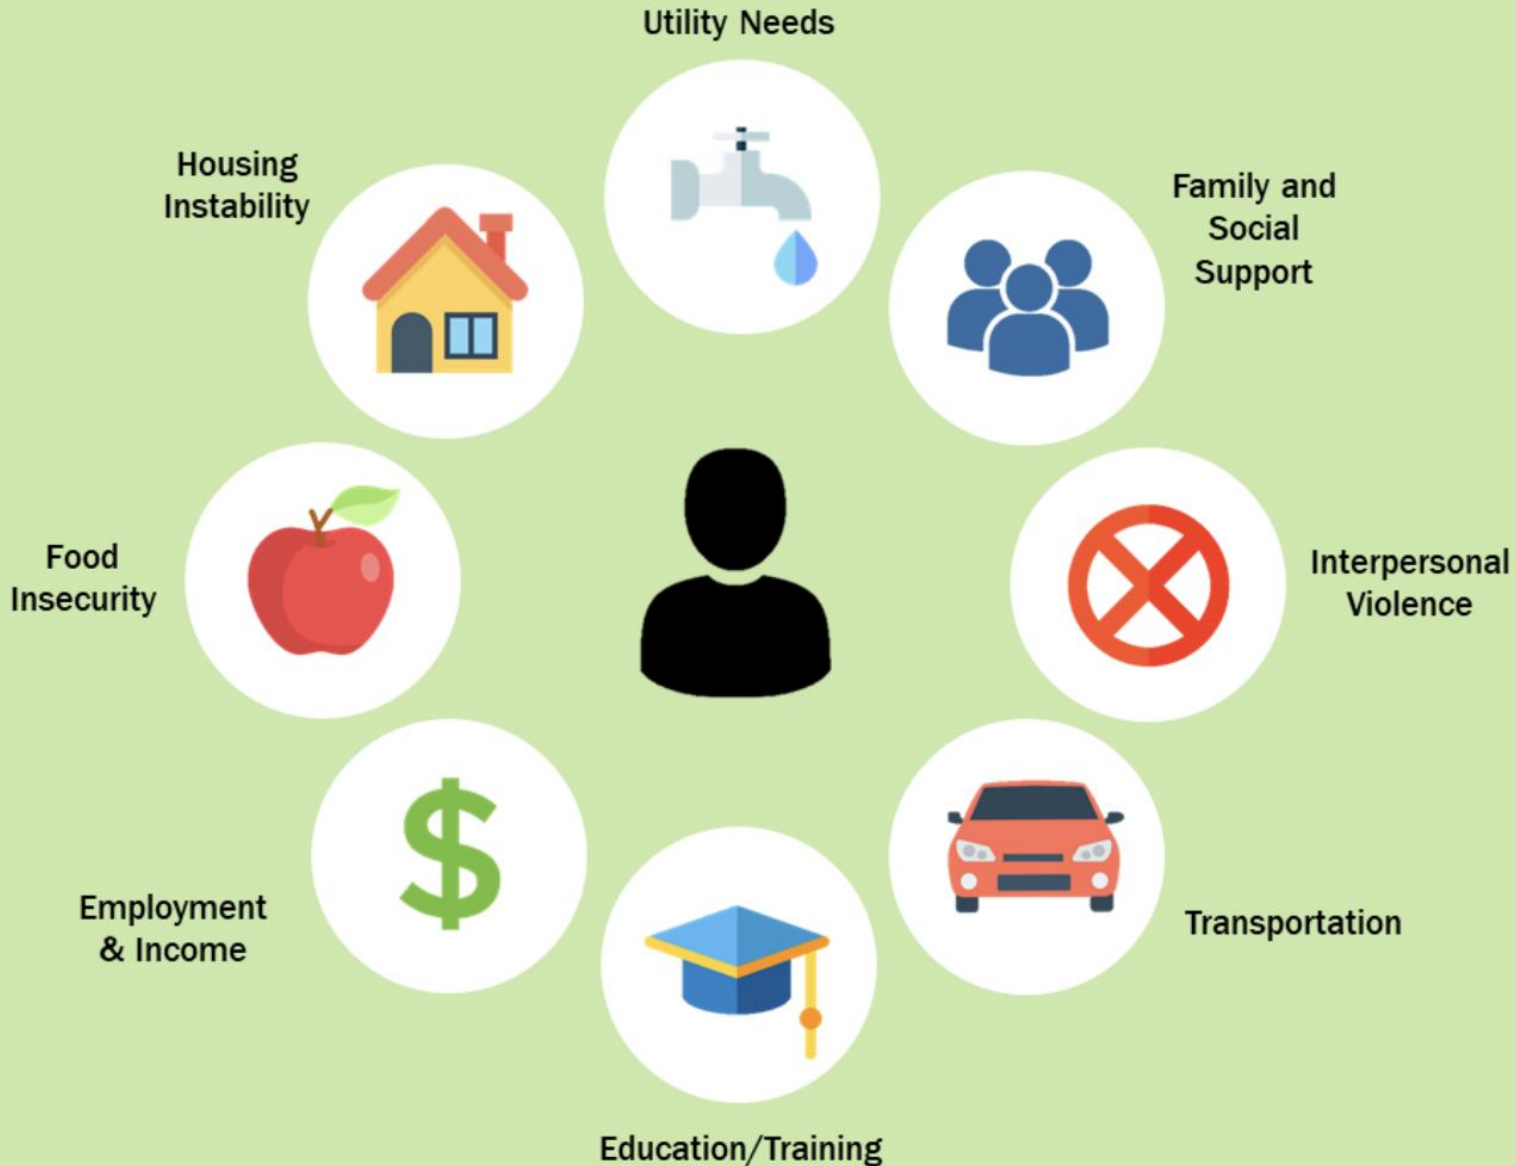 Utility Needs
Housing
Instability
Family and
Social
Support
Food
Insecurity
Interpersonal
Violence
Employment
& Income
Transportation
Education/Training